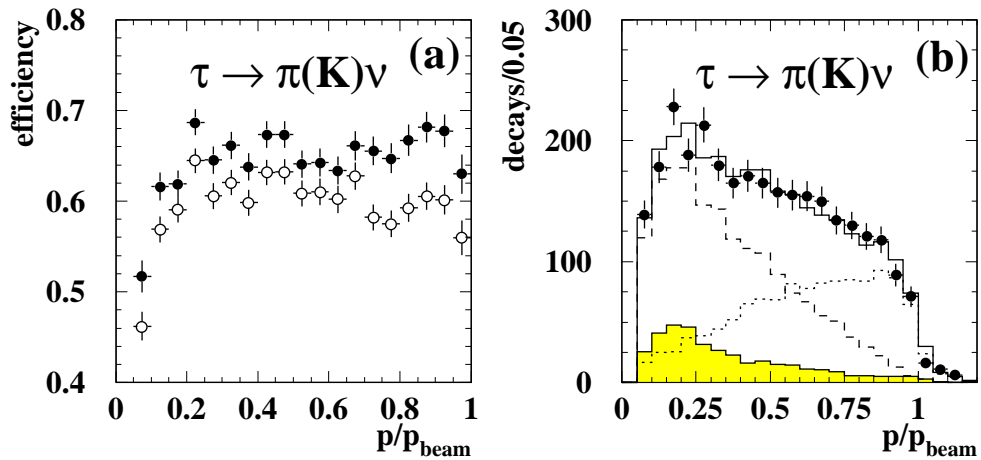 efficiency
0.8
0.7
0.6
0.5
0.4
τ → π(K)ν
(a)
0 0.2 0.4 0.6 0.8 1
p/p_beam
decays/0.05
300
200
100
0
τ → π(K)ν
(b)
0 0.25 0.5 0.75 1
p/p_beam